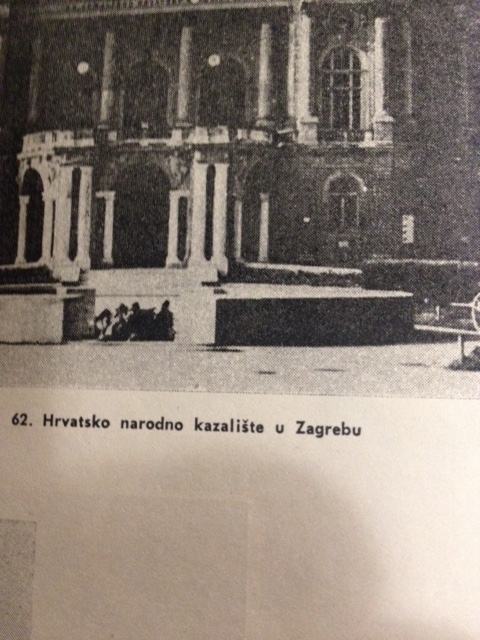 62. Hrvatsko narodno kazalište u Zagrebu